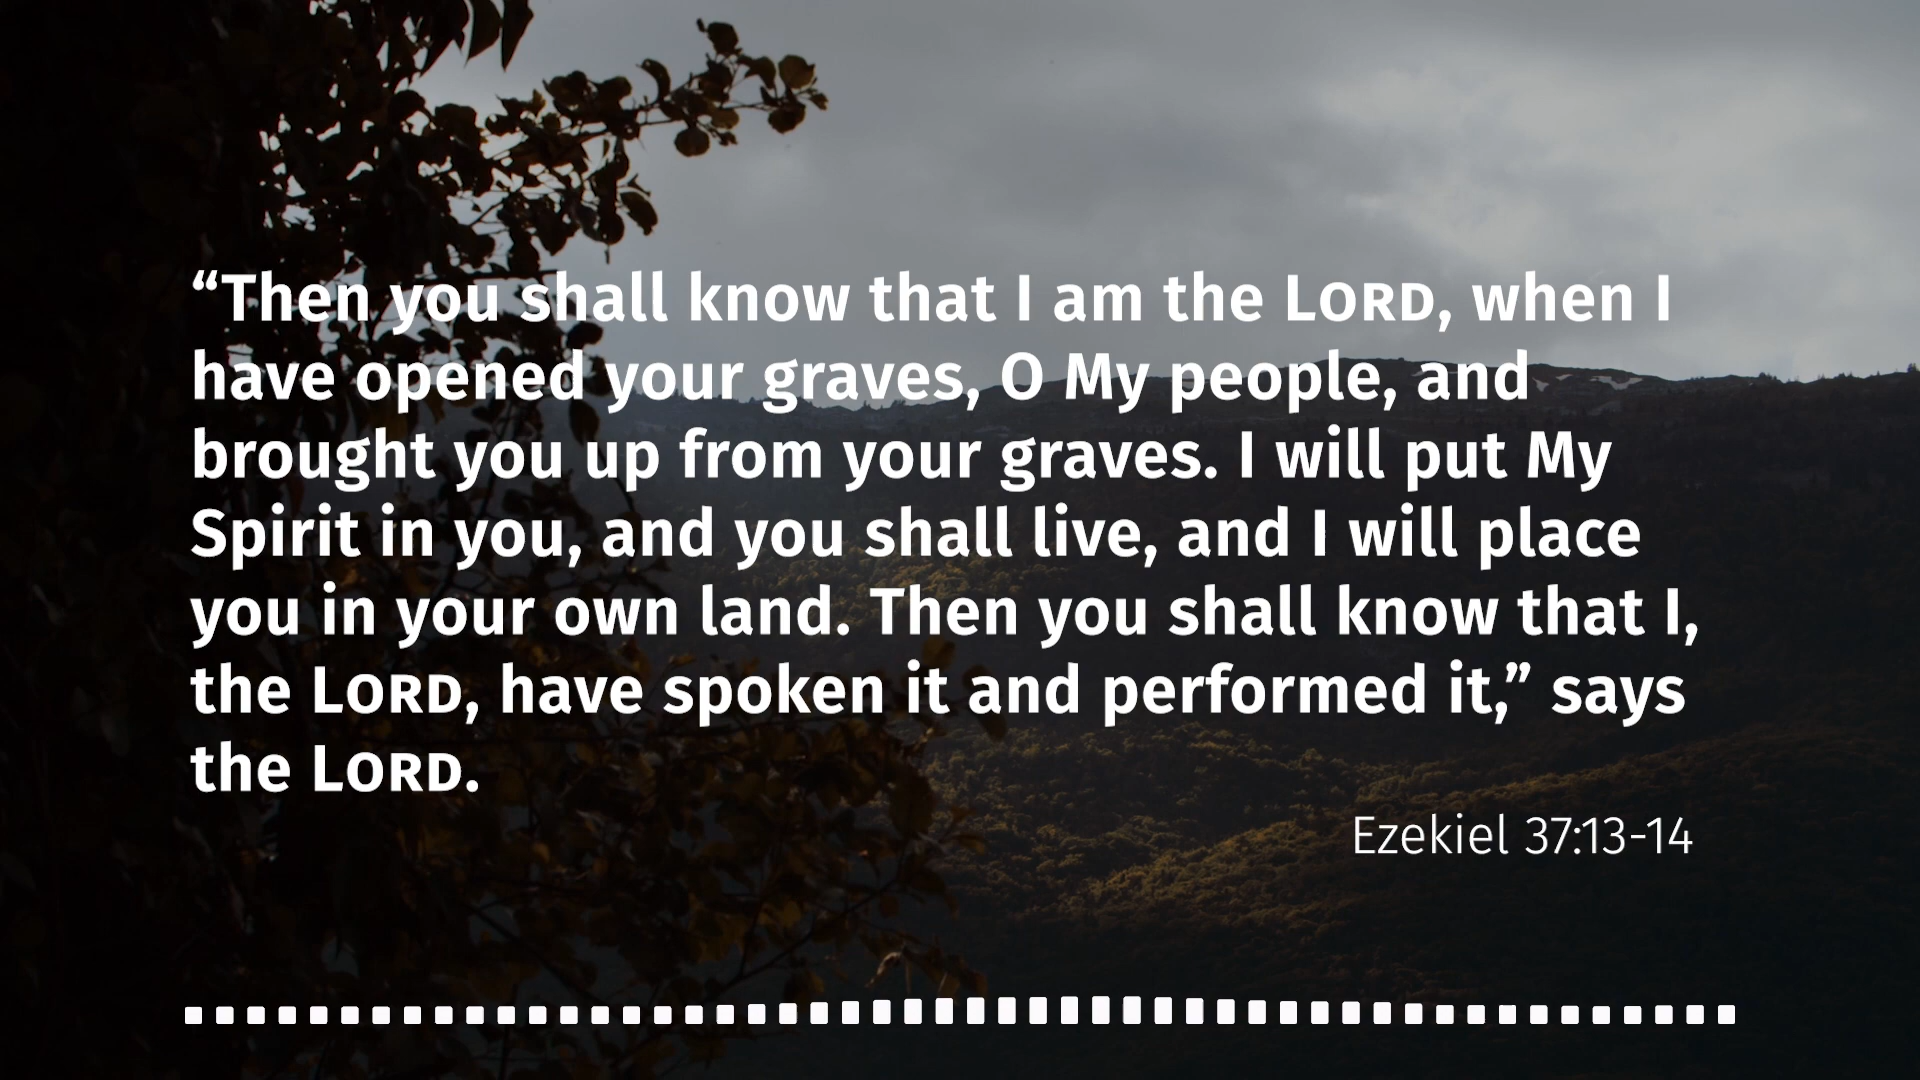 “Then you shall know that I am the LORD, when I
have opened your graves, O My people, and
brought you up from your graves. I will put My
Spirit in you, and you shall live, and I will place
you in your own land. Then you shall know that I,
the LORD, have spoken it and performed it,” says
the LORD.
Ezekiel 37:13-14